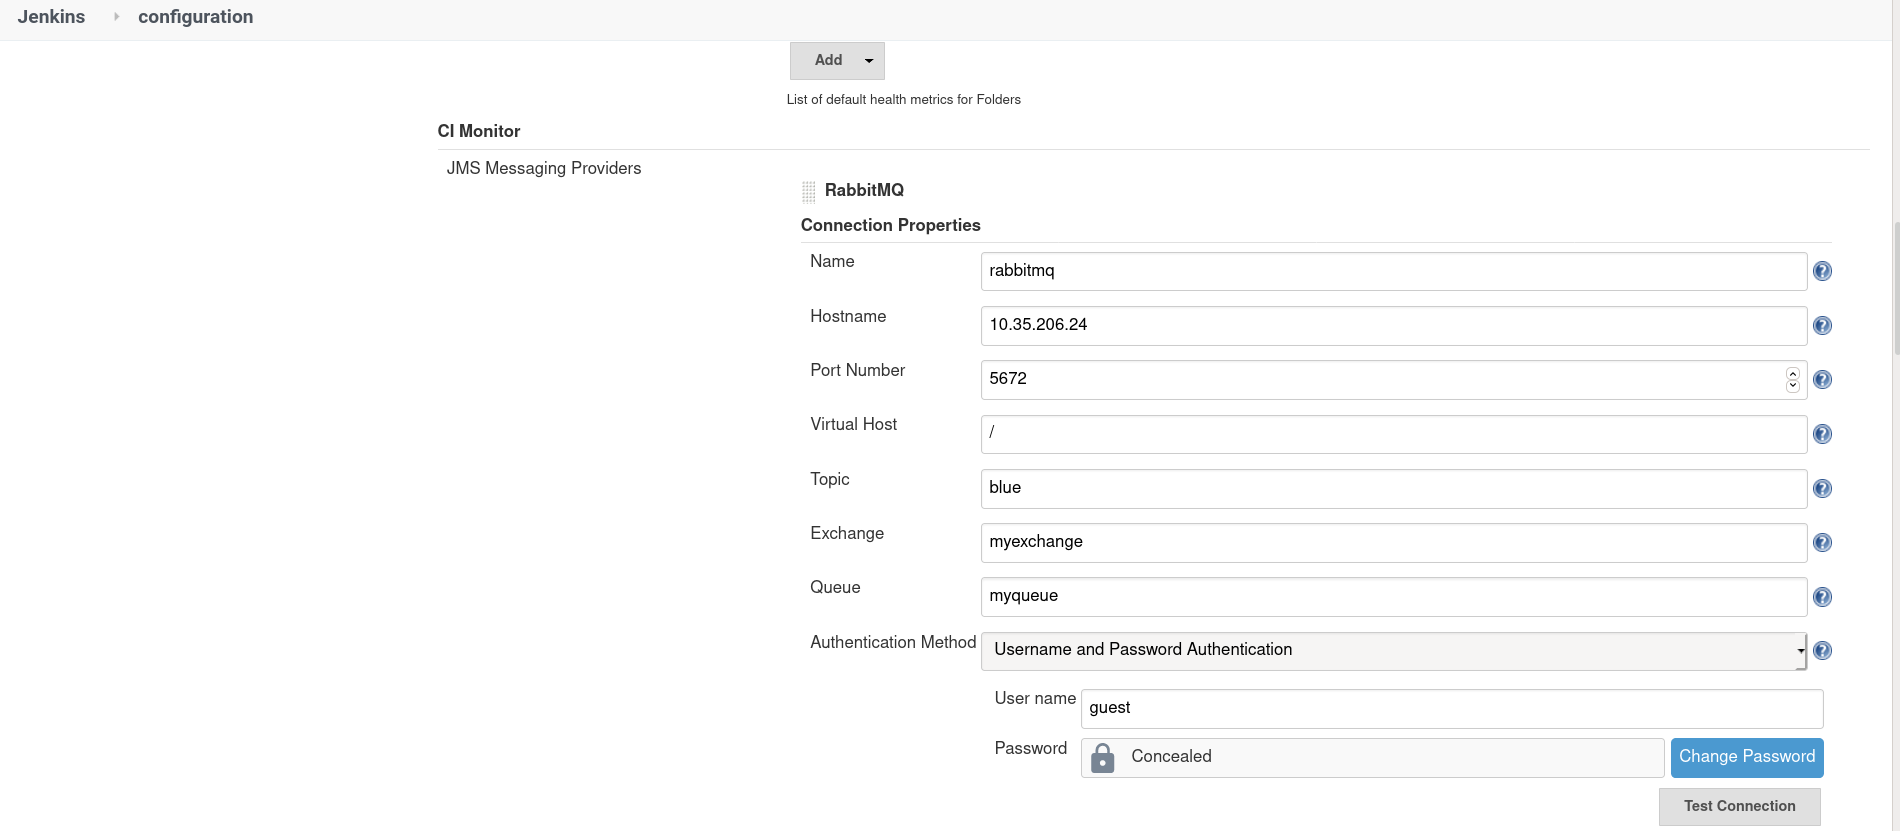 Jenkins configuration
Add
List of default health metrics for Folders
CI Monitor
JMS Messaging Providers
RabbitMQ
Connection Properties
Name rabbitmq ?
Hostname 10.35.206.24 ?
Port Number 5672 ?
Virtual Host / ?
Topic blue ?
Exchange myexchange ?
Queue myqueue ?
Authentication Method Username and Password Authentication ?
User name guest
Password Concealed Change Password
Test Connection